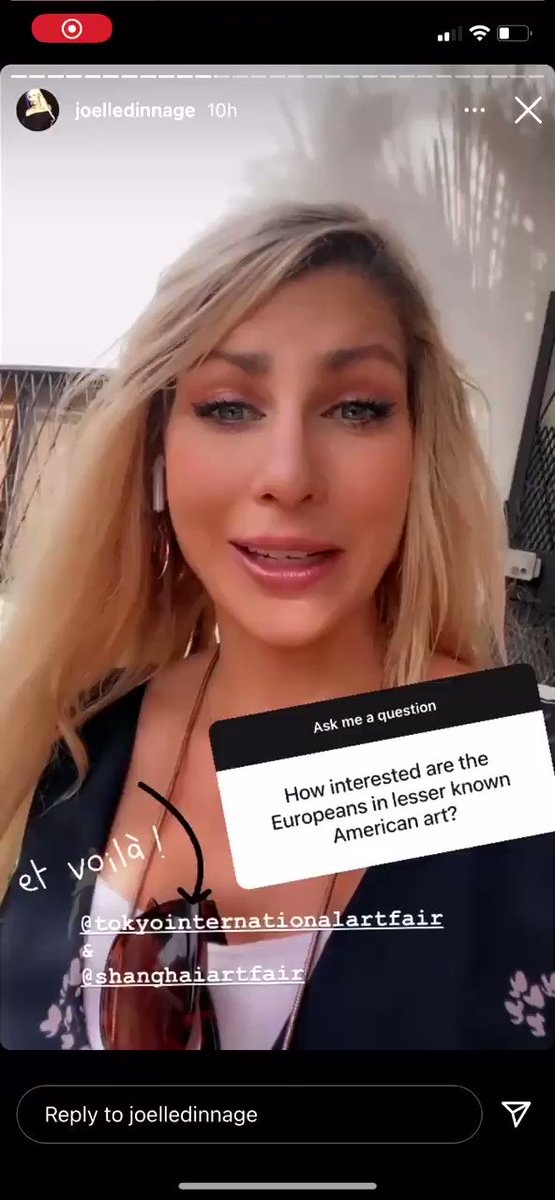 joelledinnage 10h
Ask me a question
How interested are the
Europeans in lesser known
American art?
et voilà!
@tokyointernationalartfair
&
@shanghaiartfair
Reply to joelledinnage